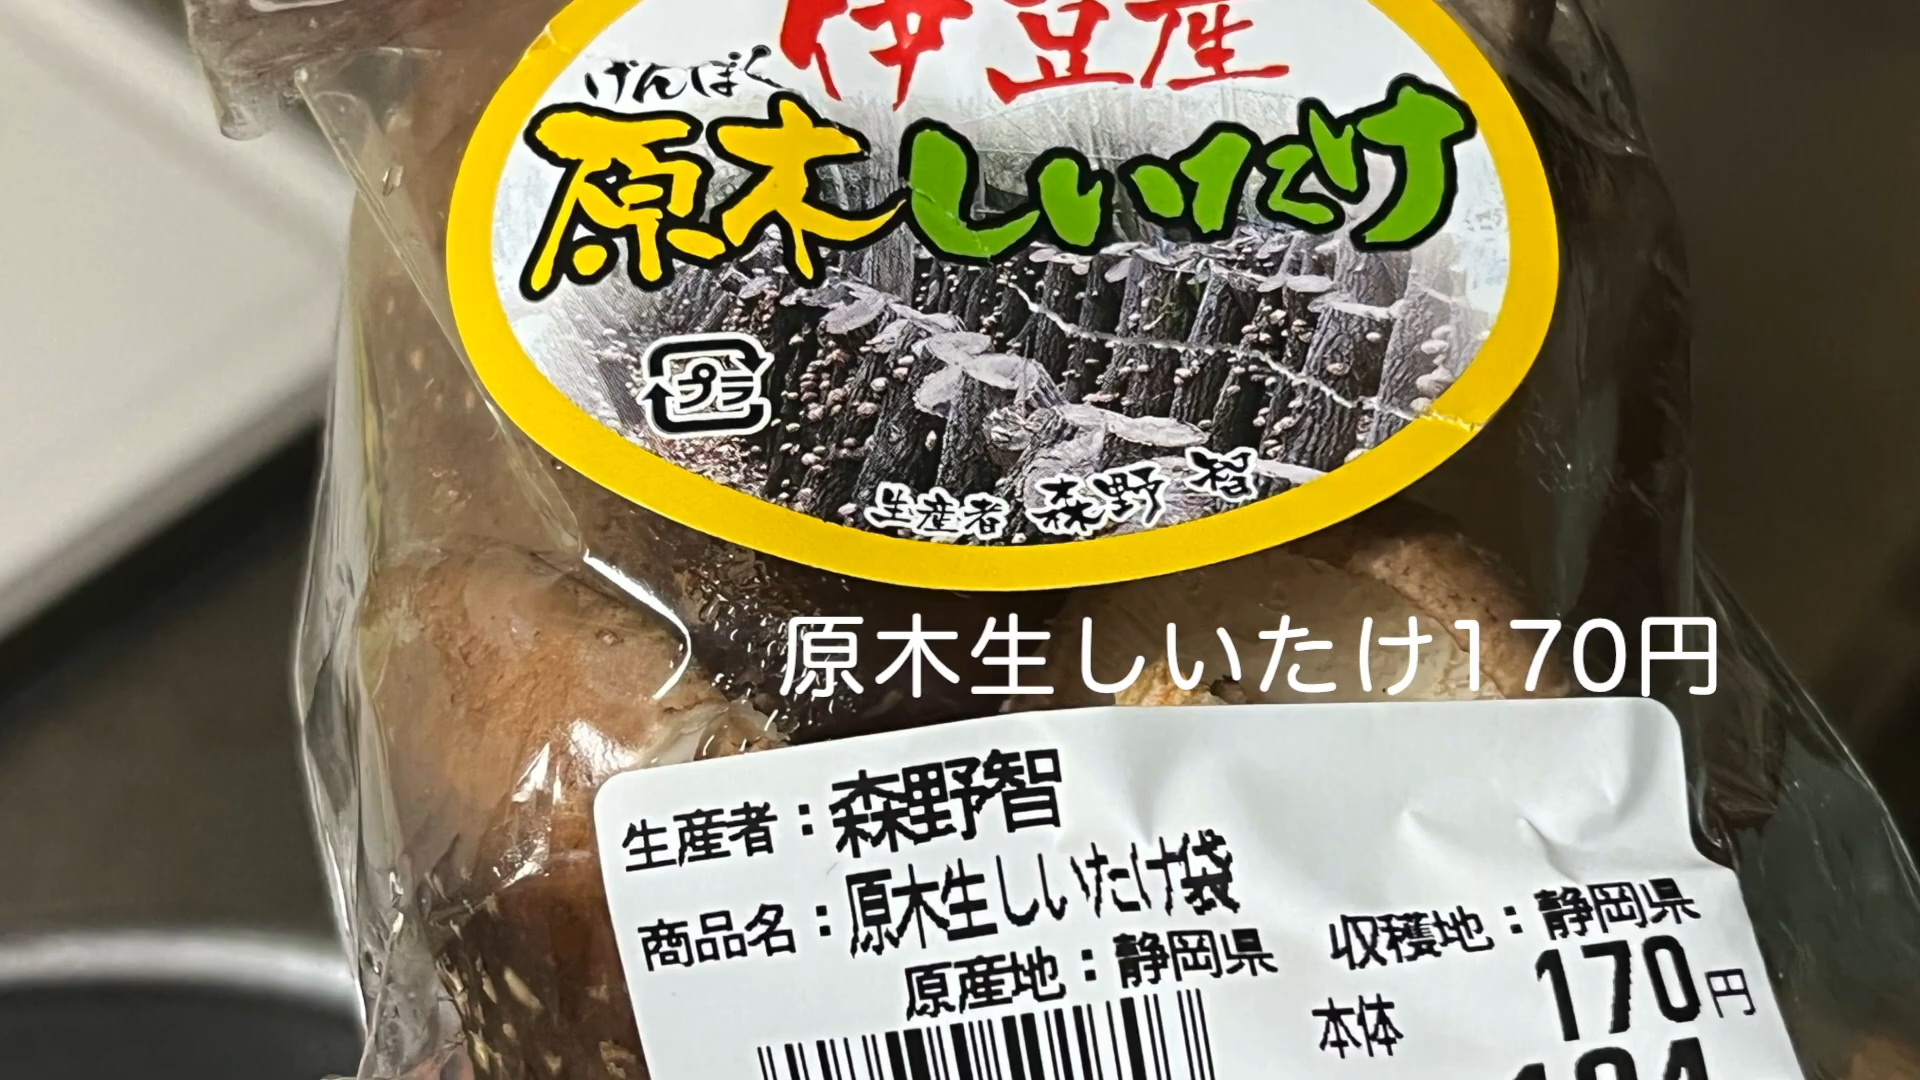 伊豆産
げんぼく
原木しいたけ
プラ
生産者 森野 智
原木生しいたけ170円
生産者：森野智
商品名：原木生しいたけ袋
原産地：静岡県 収穫地：静岡県
本体 170円